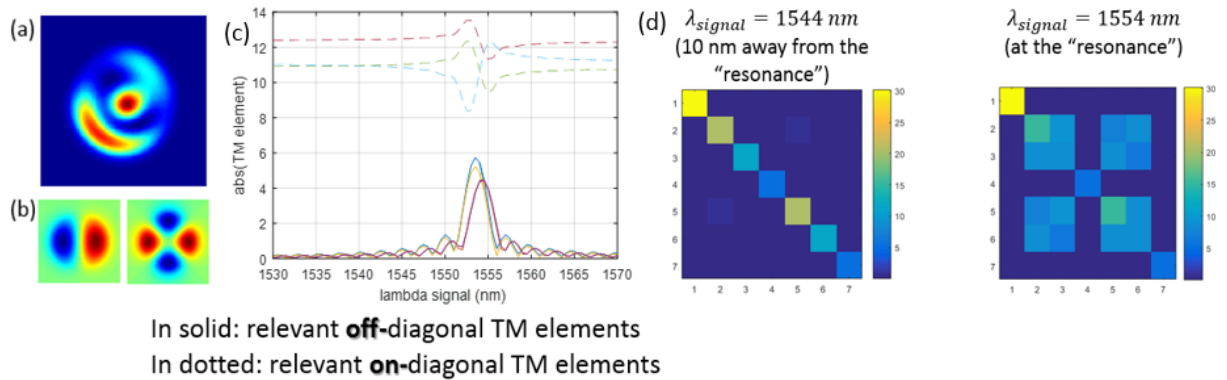 (a)
(b)
(c)
abs(TM element)
14
12
10
8
6
4
2
0
1530 1535 1540 1545 1550 1555 1560 1565 1570
lambda signal (nm)
In solid: relevant off-diagonal TM elements
In dotted: relevant on-diagonal TM elements
(d)
λsignal = 1544 nm
(10 nm away from the
“resonance”)
1
2
3
4
5
6
7
1 2 3 4 5 6 7
30
25
20
15
10
5
λsignal = 1554 nm
(at the “resonance”)
1
2
3
4
5
6
7
1 2 3 4 5 6 7
30
25
20
15
10
5